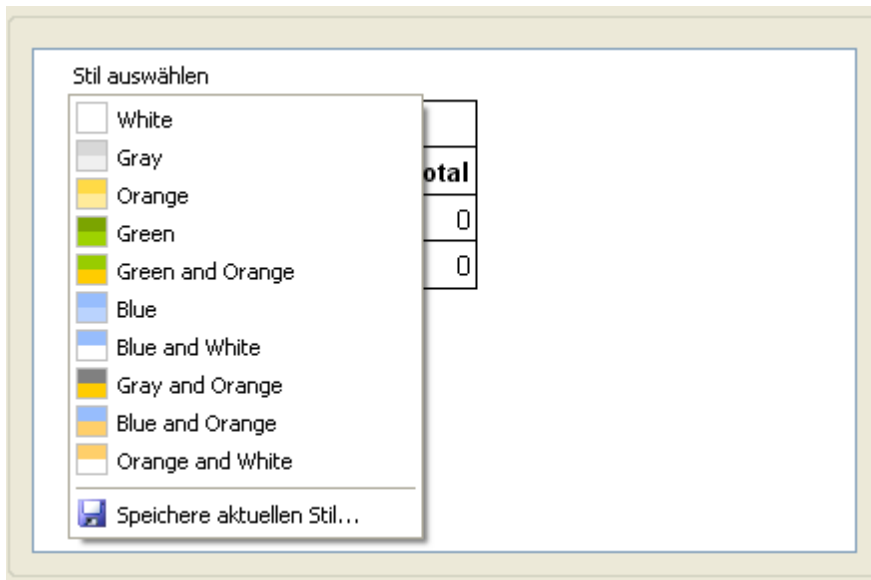 Stil auswählen
White
Gray
Orange
Green
Green and Orange
Blue
Blue and White
Gray and Orange
Blue and Orange
Orange and White
Speichere aktuellen Stil...
otal
0
0